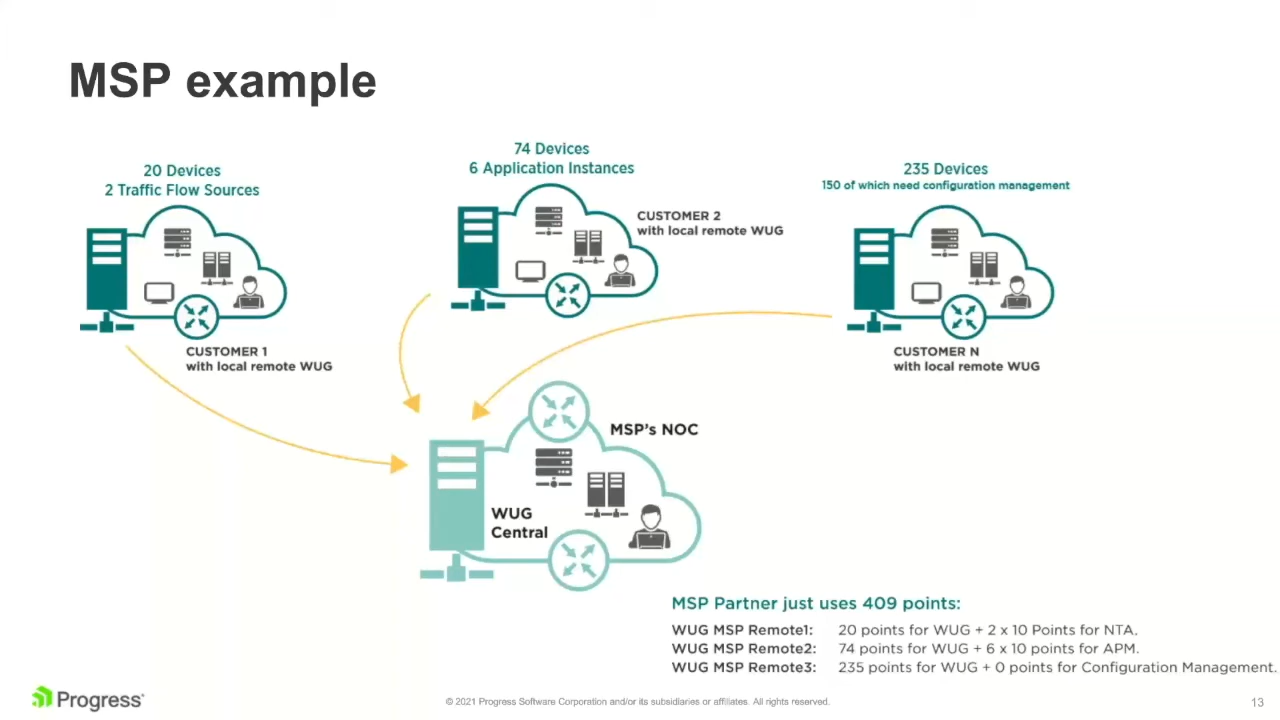 MSP example
20 Devices
2 Traffic Flow Sources
74 Devices
6 Application Instances
235 Devices
150 of which need configuration management
CUSTOMER 2
with local remote WUG
CUSTOMER 1
with local remote WUG
CUSTOMER N
with local remote WUG
MSP's NOC
WUG
Central
MSP Partner just uses 409 points:
WUG MSP Remote1: 20 points for WUG + 2 x 10 Points for NTA.
WUG MSP Remote2: 74 points for WUG + 6 x 10 points for APM.
WUG MSP Remote3: 235 points for WUG + 0 points for Configuration Management.
Progress
© 2021 Progress Software Corporation and/or its subsidiaries or affiliates. All rights reserved.
13